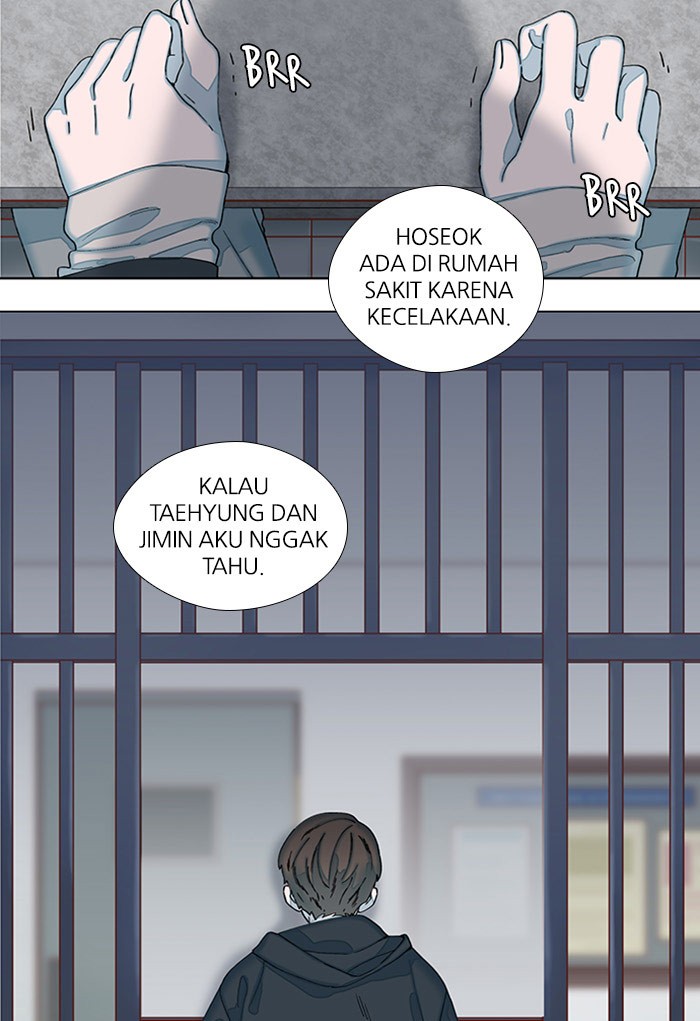 BRR
BRR
HOSEOK
ADA DI RUMAH
SAKIT KARENA
KECELAKAAN.
KALAU
TAEHYUNG DAN
JIMIN AKU NGGAK
TAHU.